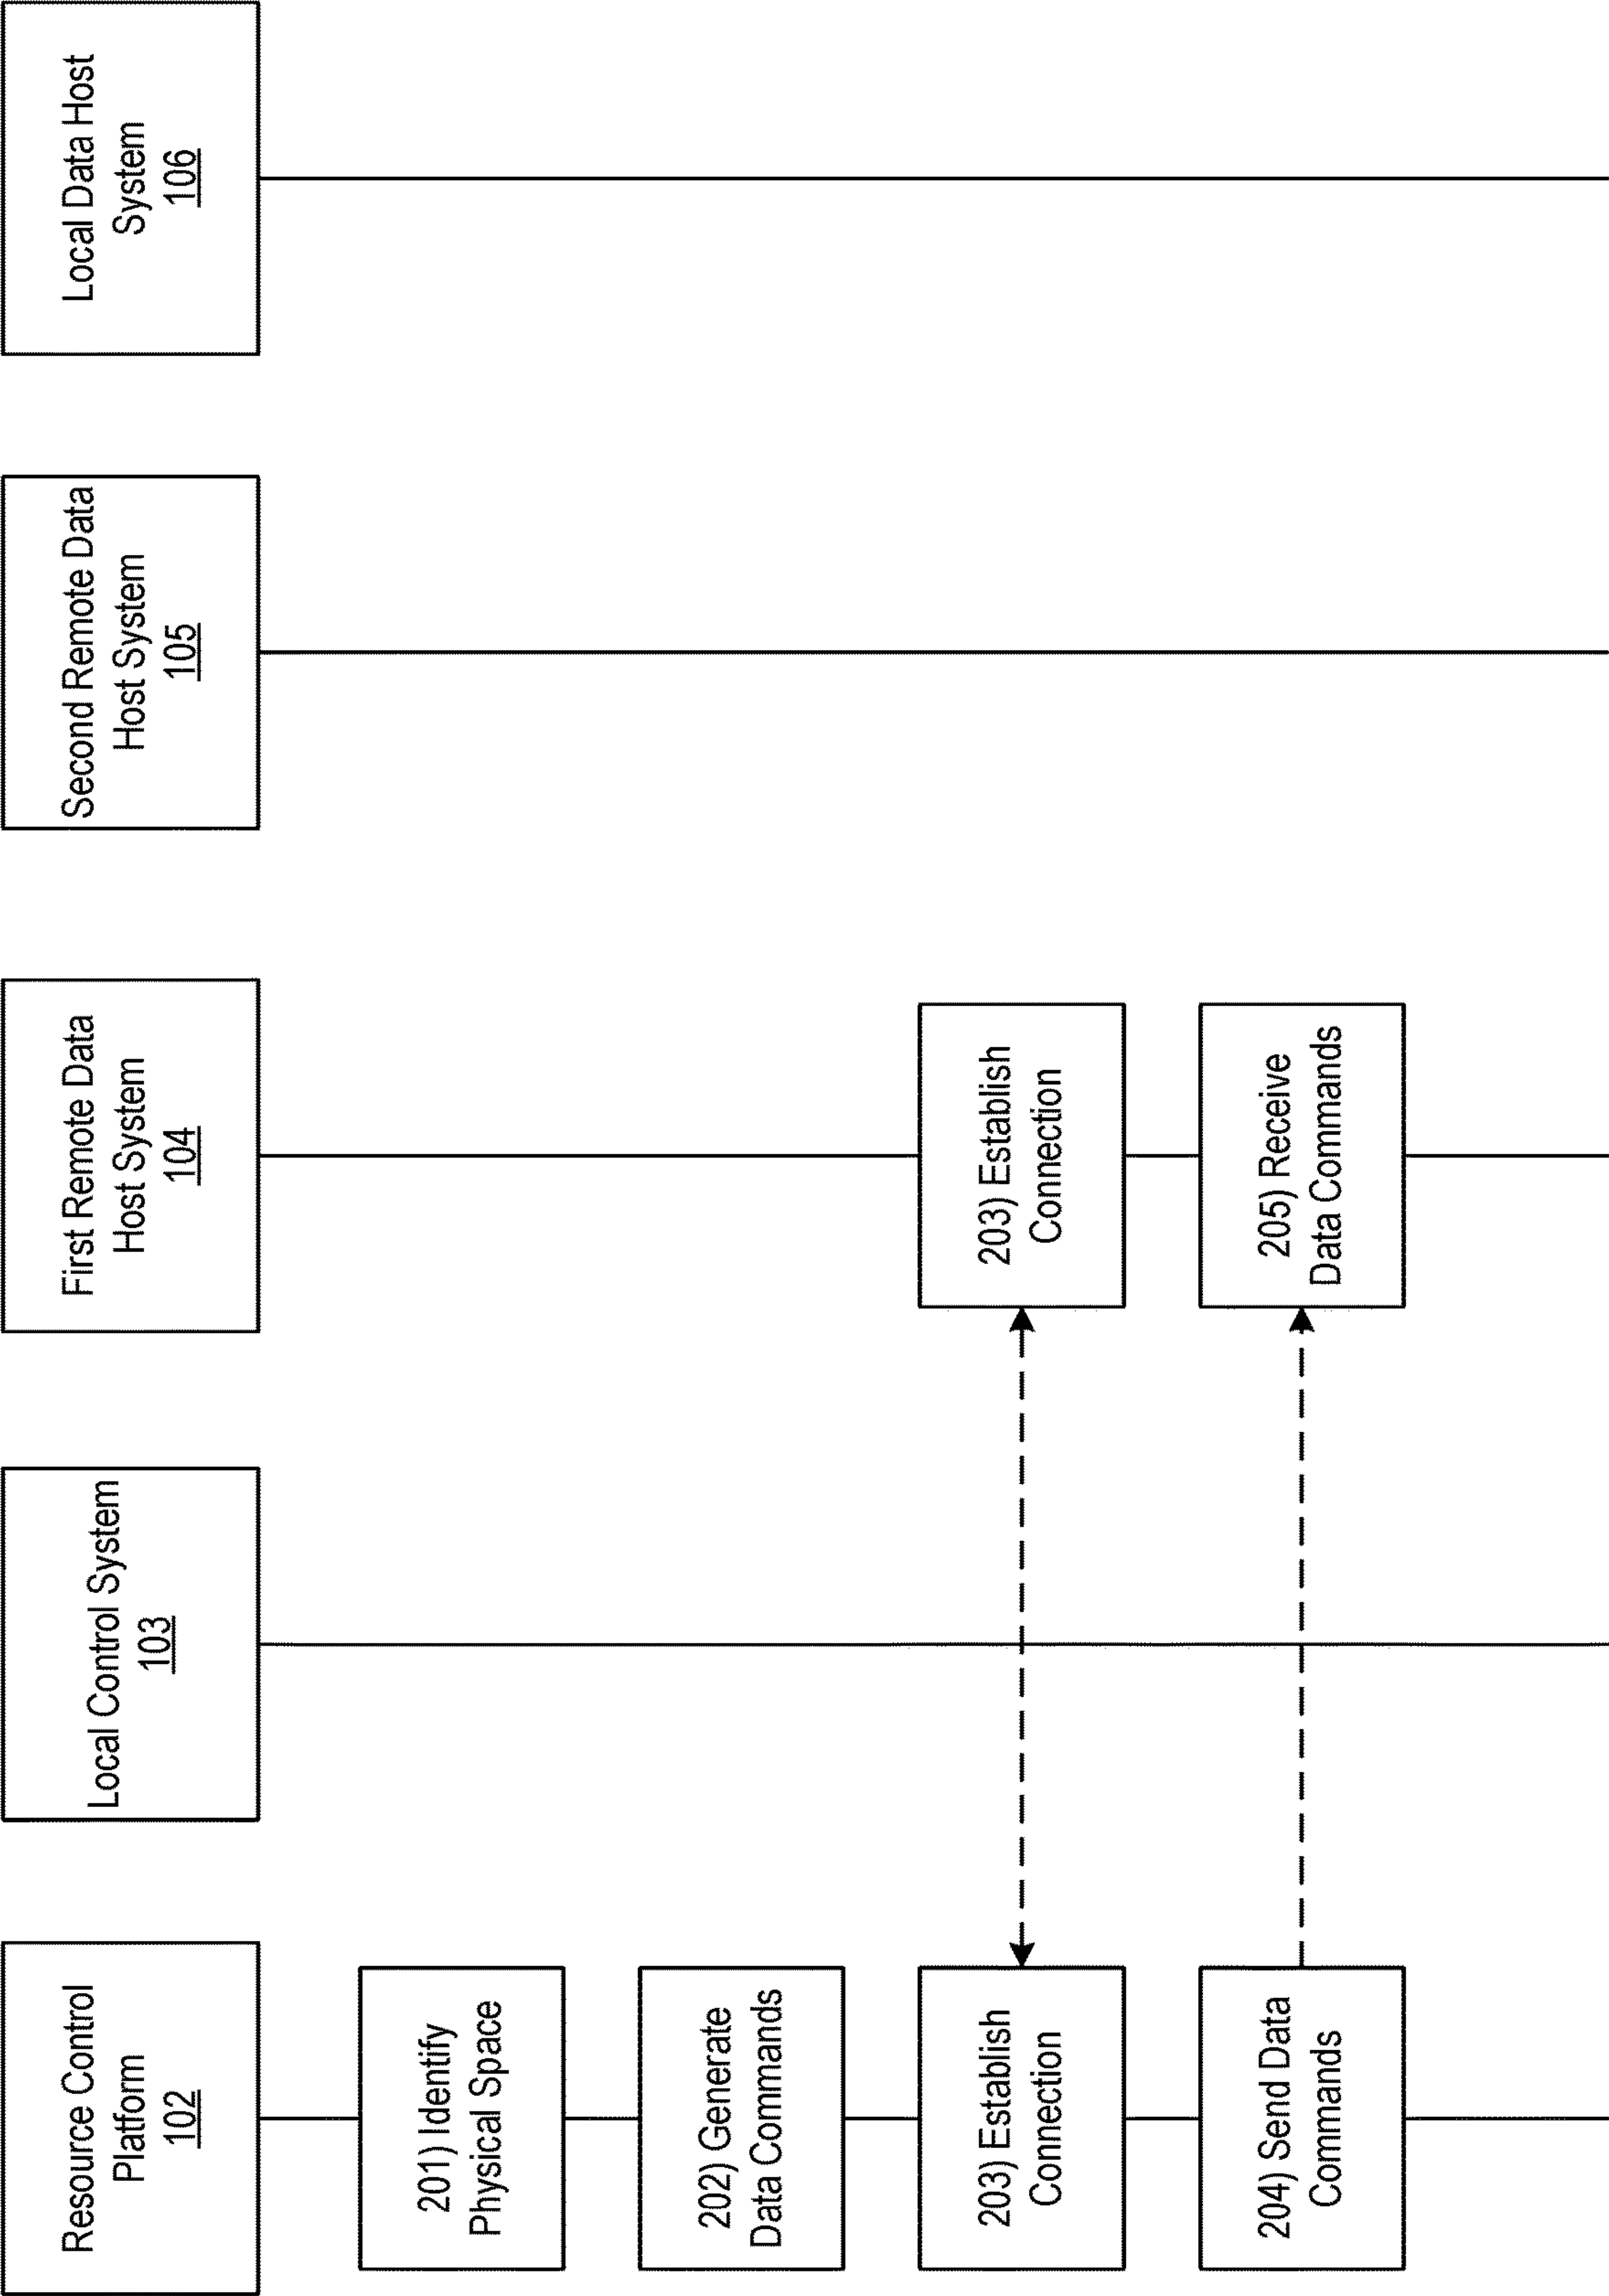 Resource Control
Platform
102
Local Control System
103
First Remote Data
Host System
104
Second Remote Data
Host System
105
Local Data Host
System
106
201) Identify
Physical Space
202) Generate
Data Commands
203) Establish
Connection
203) Establish
Connection
204) Send Data
Commands
205) Receive
Data Commands